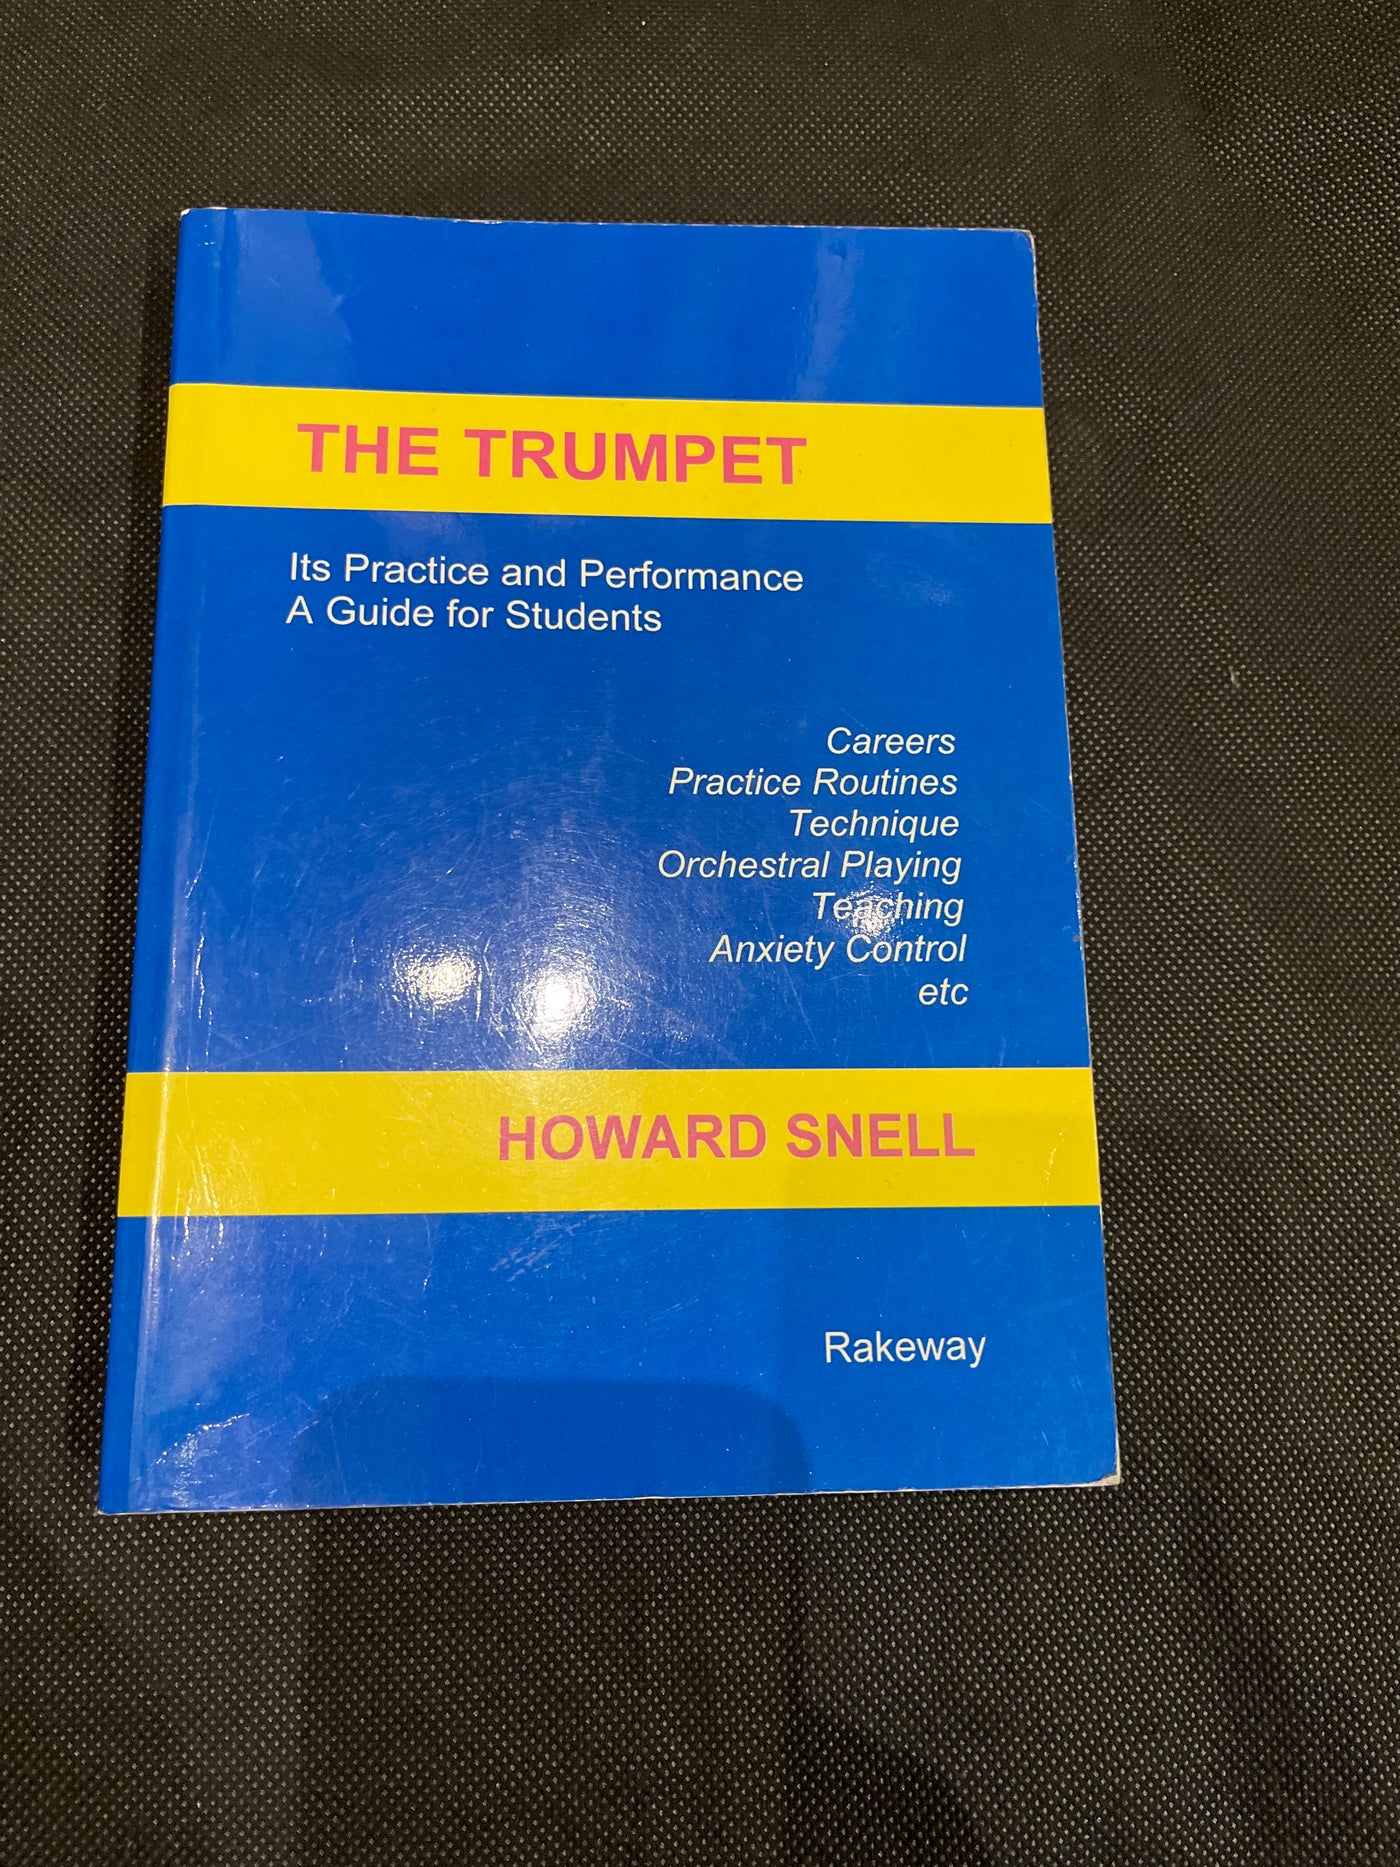 THE TRUMPET
Its Practice and Performance
A Guide for Students
Careers
Practice Routines
Technique
Orchestral Playing
Teaching
Anxiety Control
etc
HOWARD SNELL
Rakeway